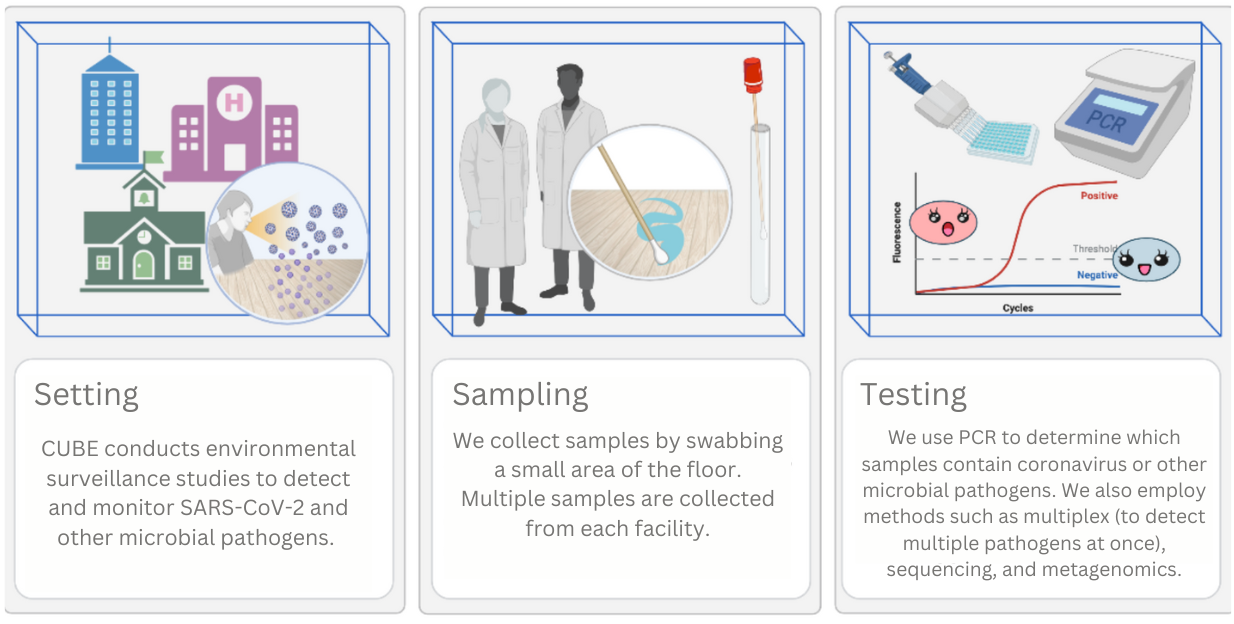 H
Setting
CUBE conducts environmental
surveillance studies to detect
and monitor SARS-CoV-2 and
other microbial pathogens.
Sampling
We collect samples by swabbing
a small area of the floor.
Multiple samples are collected
from each facility.
PCR
Fluorescence
Positive
Threshold
Negative
Cycles
Testing
We use PCR to determine which
samples contain coronavirus or other
microbial pathogens. We also employ
methods such as multiplex (to detect
multiple pathogens at once),
sequencing, and metagenomics.